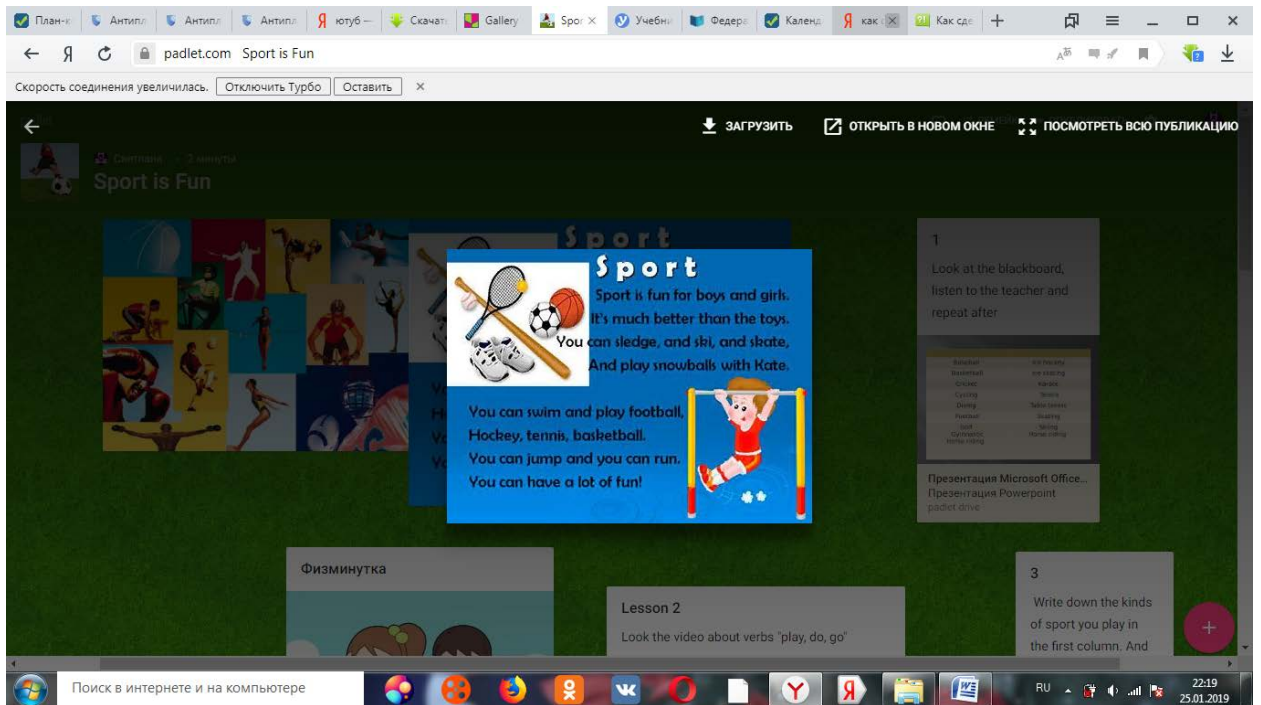 План-к
Антипл
Антипл
Антипл
ютуб —
Скачать
Gallery
Spor
Учебни
Федера
Календ
как
Как сде
padlet.com Sport is Fun
Скорость соединения увеличилась. Отключить Турбо Оставить
ЗАГРУЗИТЬ ОТКРЫТЬ В НОВОМ ОКНЕ ПОСМОТРЕТЬ ВСЮ ПУБЛИКАЦИЮ
3 минуты
Sport is Fun
Sport
Sport
Sport is fun for boys and girls.
It's much better than the toys.
You can sledge, and ski, and skate,
And play snowballs with Kate.
You can swim and play football,
Hockey, tennis, basketball.
You can jump and you can run.
You can have a lot of fun!
1
Look at the blackboard,
listen to the teacher and
repeat after
Презентация Microsoft Office...
Презентация Powerpoint
padlet drive
Физминутка
Lesson 2
Look the video about verbs "play, do, go"
3
Write down the kinds
of sport you play in
the first column. And
Поиск в интернете и на компьютере
RU
22:19
25.01.2019